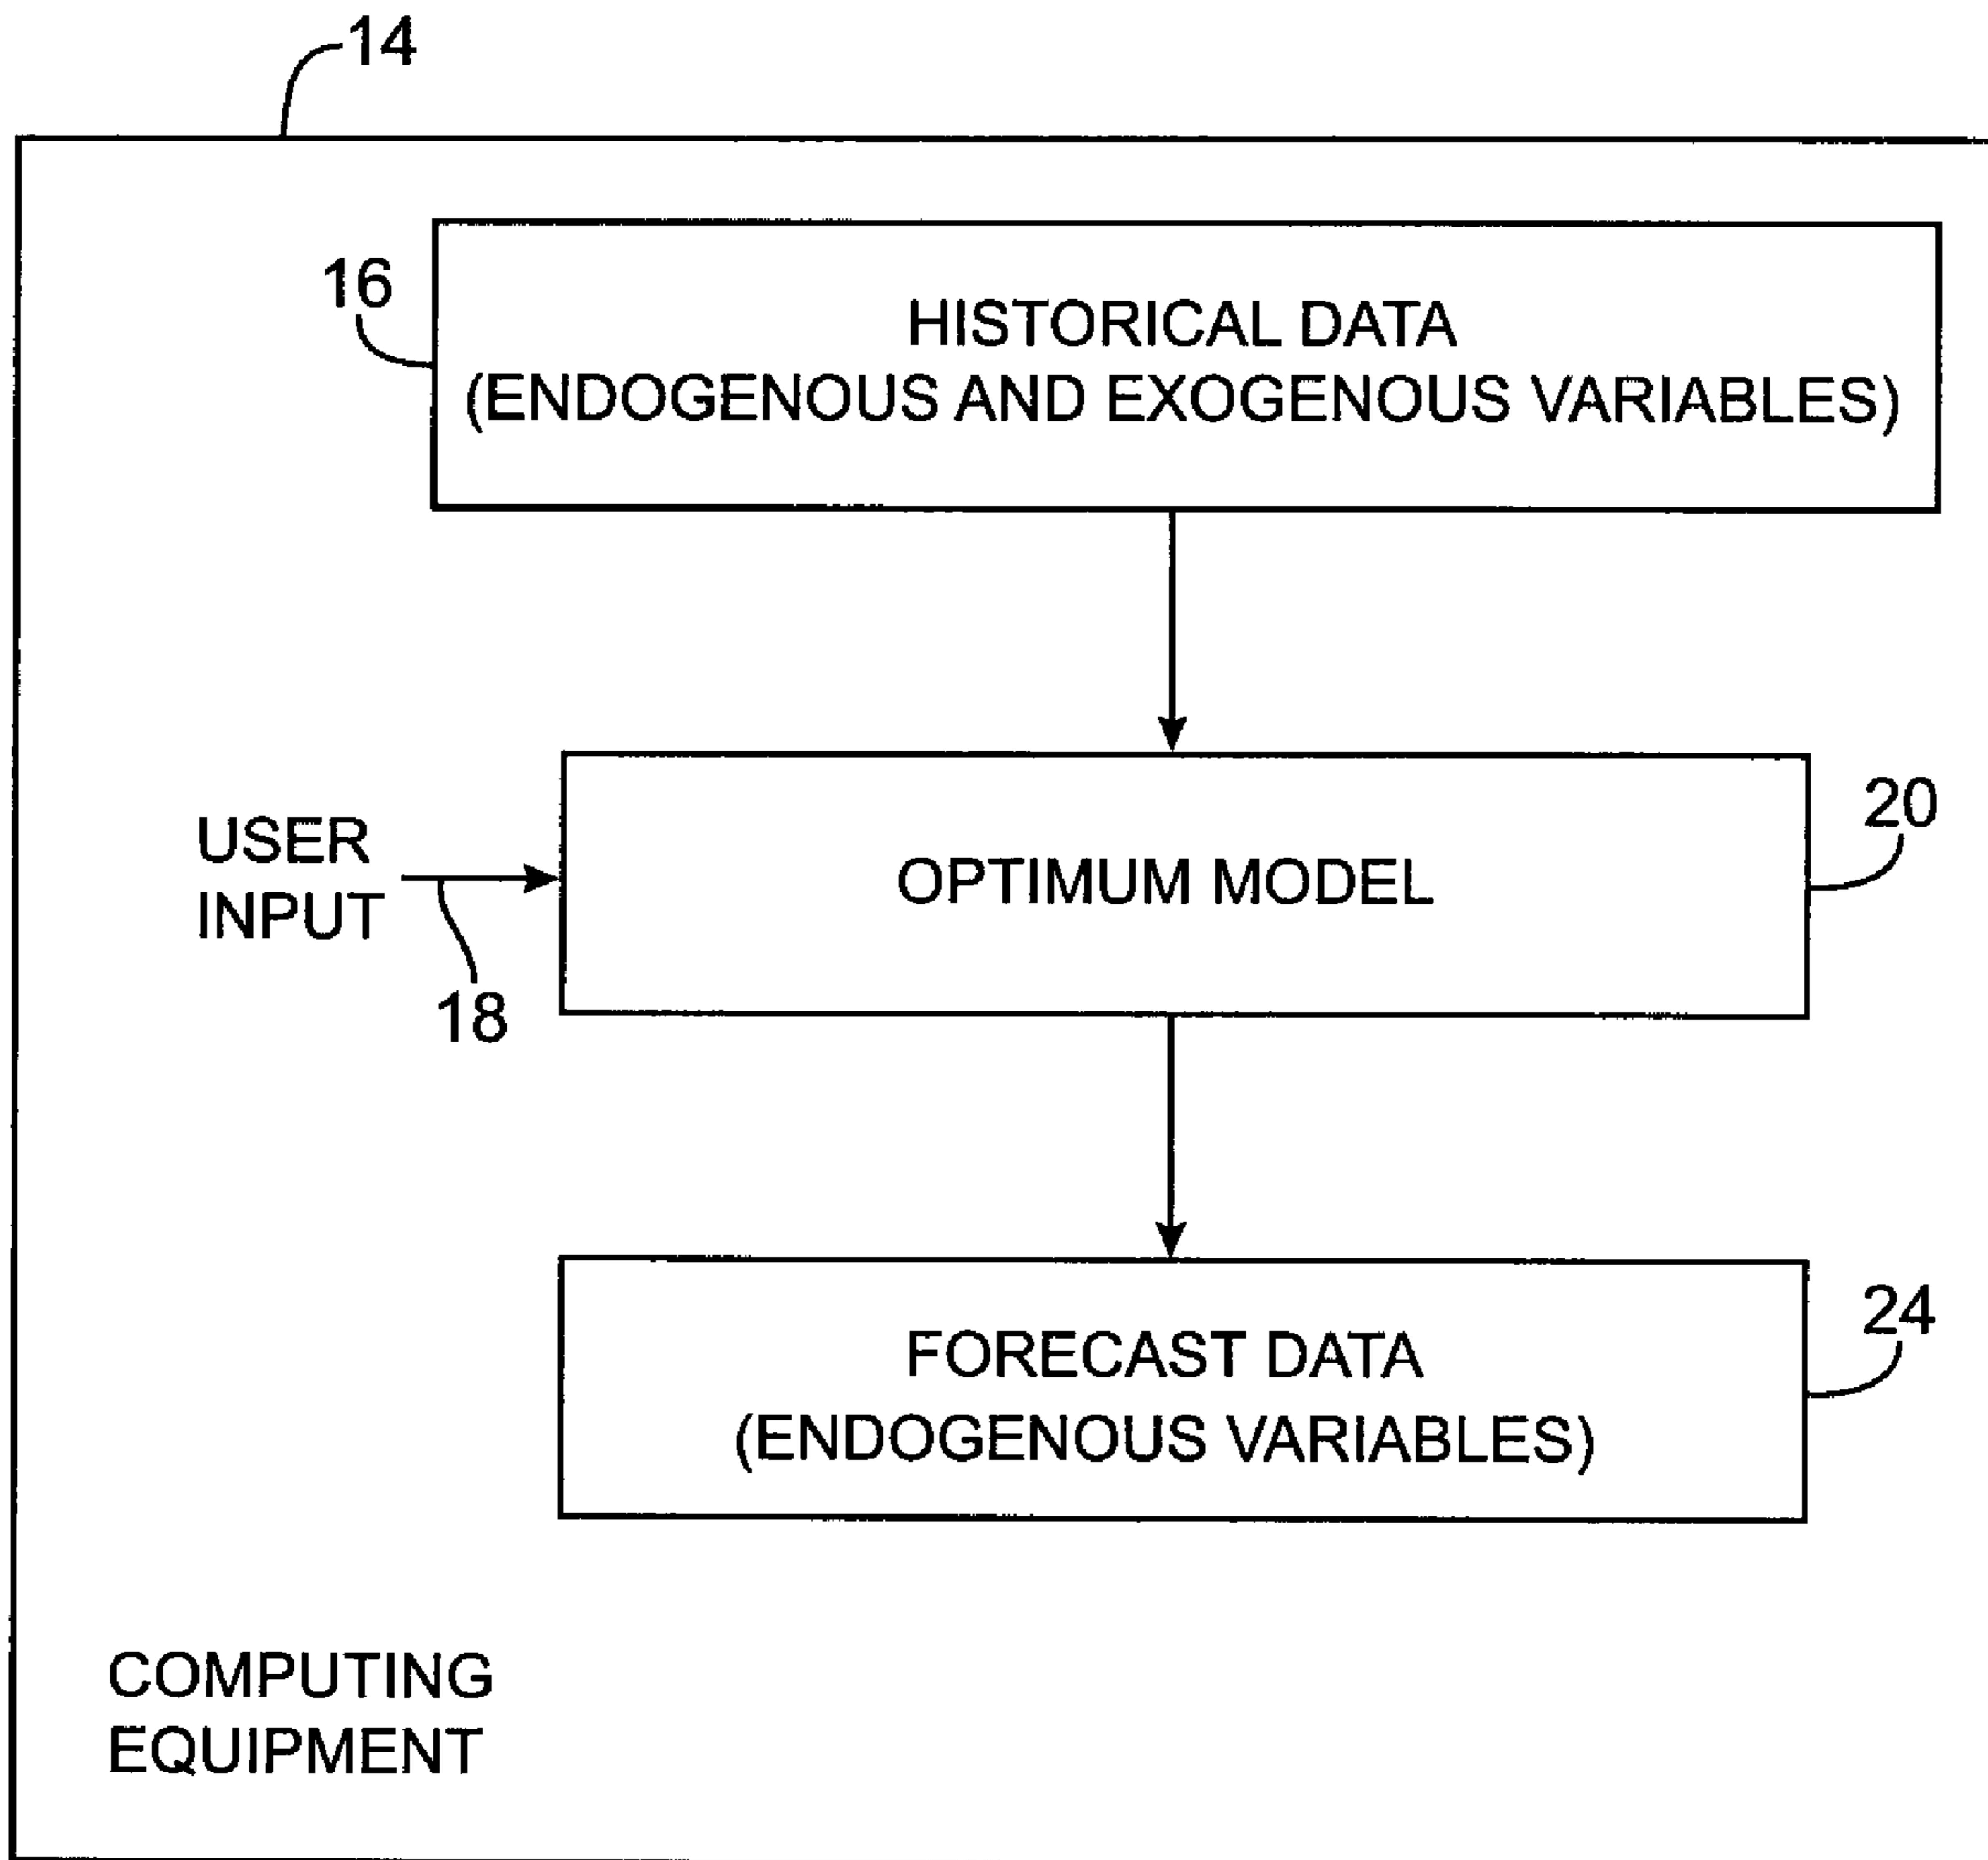 14
16
HISTORICAL DATA
(ENDOGENOUS AND EXOGENOUS VARIABLES)
USER
INPUT
18
OPTIMUM MODEL
20
FORECAST DATA
(ENDOGENOUS VARIABLES)
24
COMPUTING
EQUIPMENT